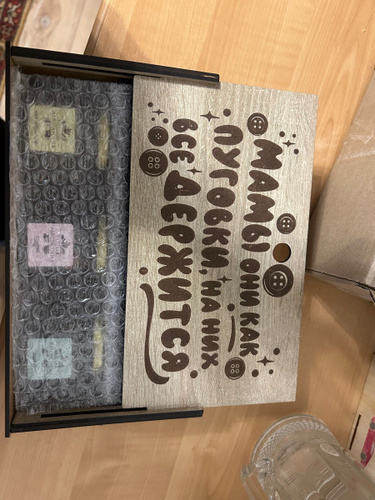 МАМЫ ОНИ КАК
ПУГОВКИ, НА НИХ
ВСЕ ДЕРЖИТСЯ